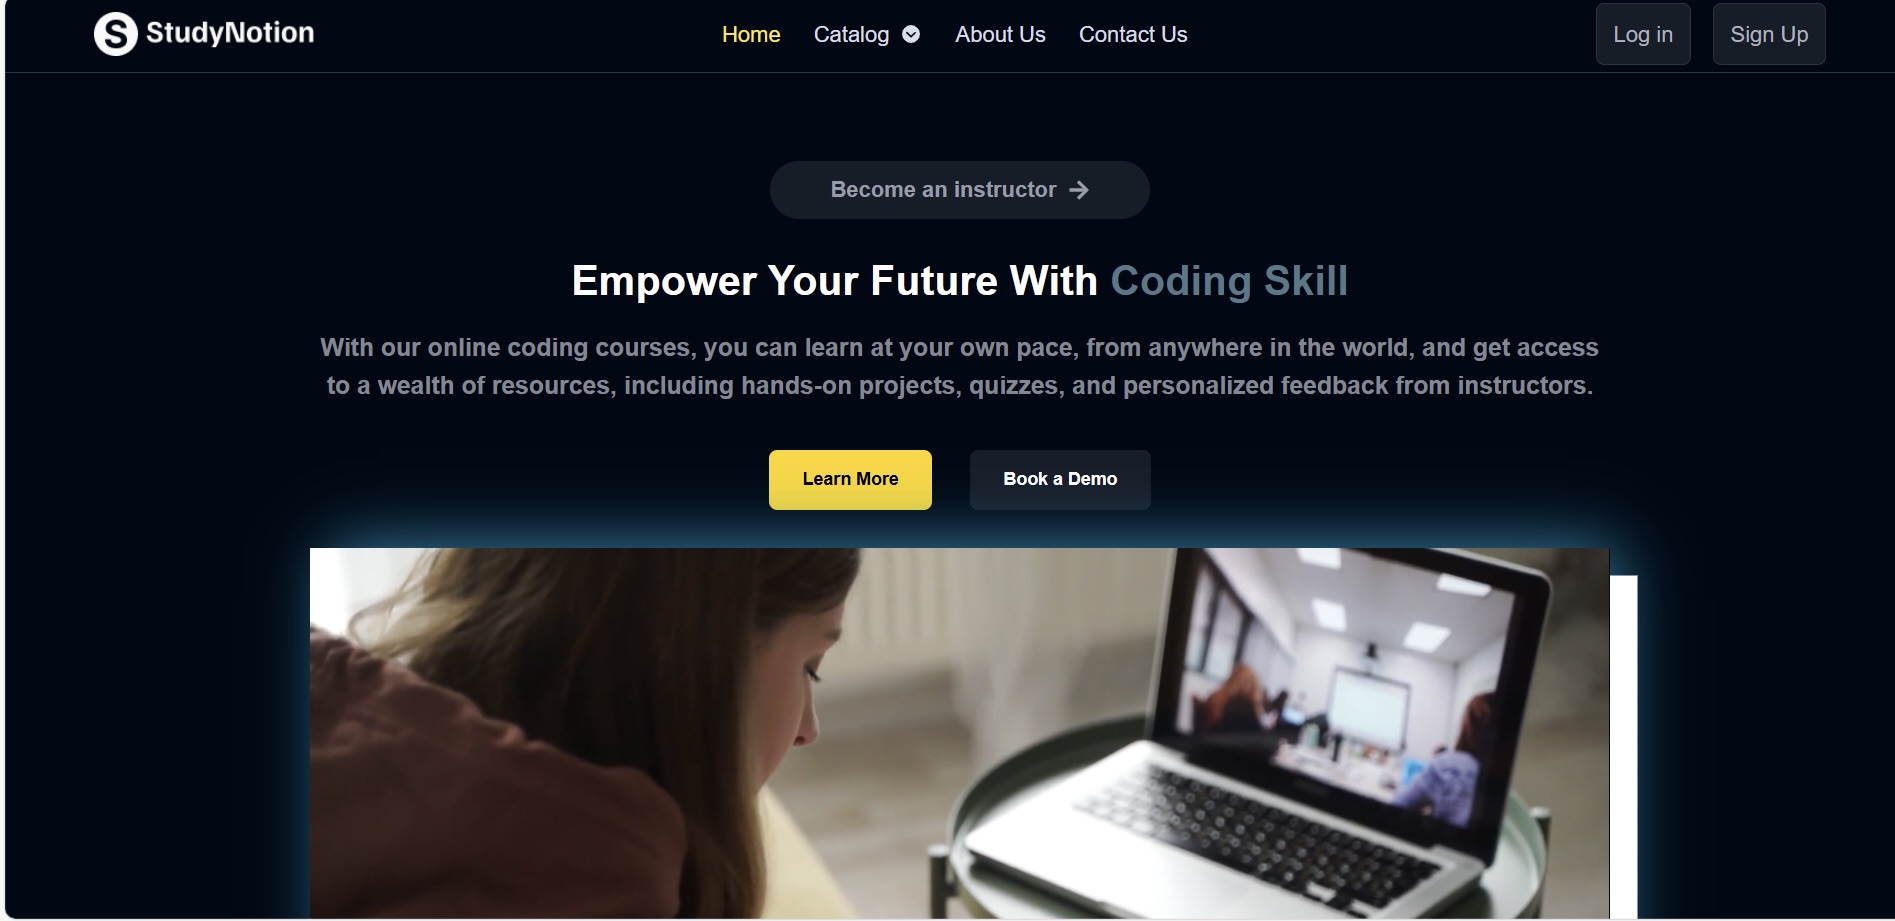 StudyNotion
Home Catalog About Us Contact Us
Log in Sign Up
Become an instructor
Empower Your Future With Coding Skill
With our online coding courses, you can learn at your own pace, from anywhere in the world, and get access
to a wealth of resources, including hands-on projects, quizzes, and personalized feedback from instructors.
Learn More Book a Demo